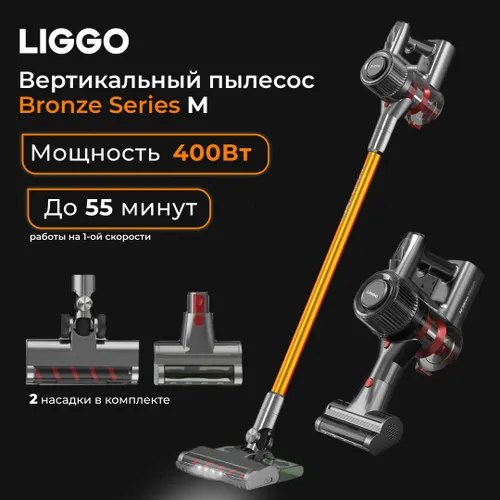 LIGGO
Вертикальный пылесос
Bronze Series M
Мощность 400Вт
До 55 минут
работы на 1-ой скорости
2 насадки в комплекте